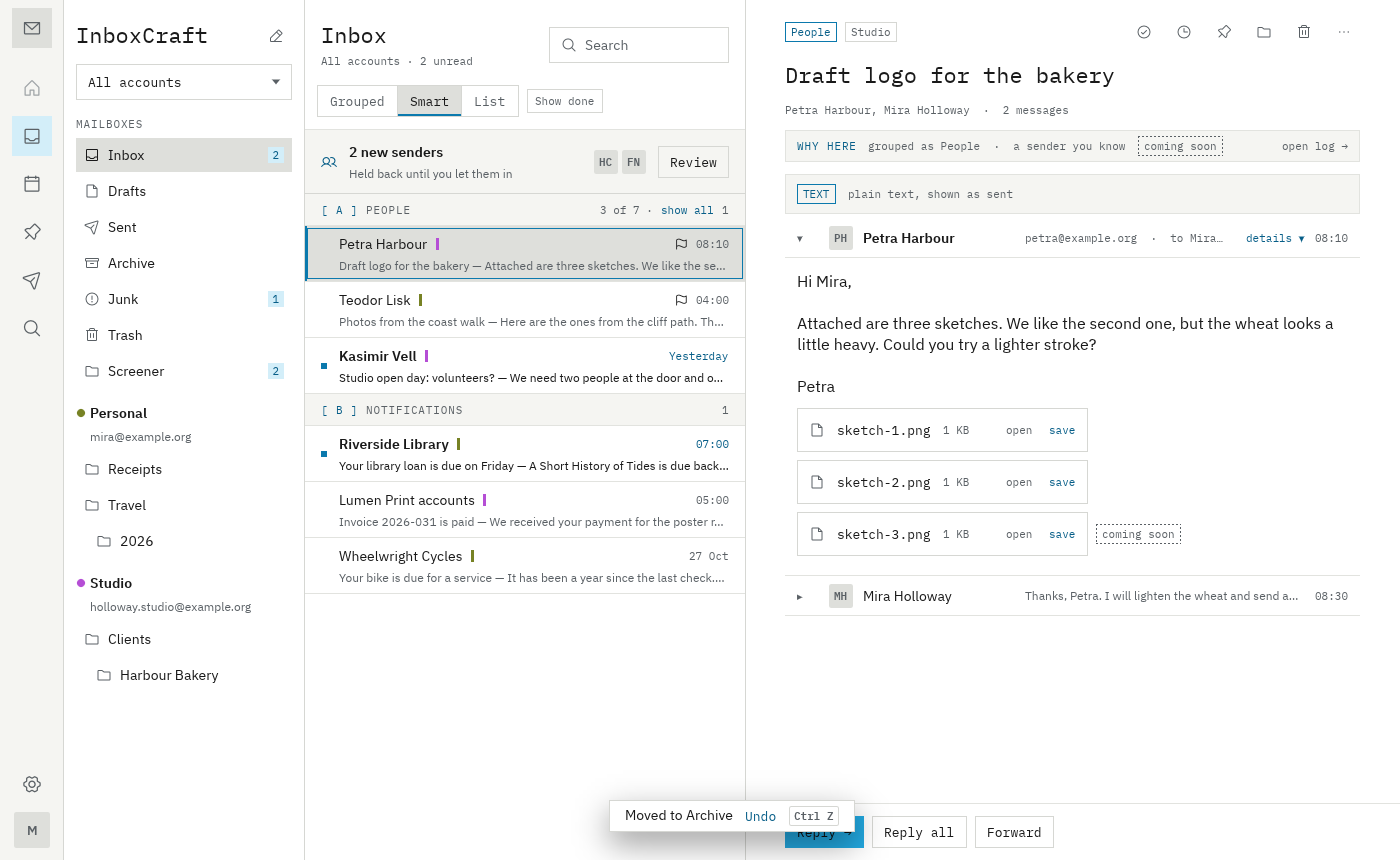 InboxCraft
All accounts
MAILBOXES
Inbox 2
Drafts
Sent
Archive
Junk 1
Trash
Screener 2
Personal
mira@example.org
Receipts
Travel
2026
Studio
holloway.studio@example.org
Clients
Harbour Bakery
M
Inbox
All accounts · 2 unread
Search
Grouped Smart List Show done
2 new senders
Held back until you let them in
HC FN Review
[ A ] PEOPLE 3 of 7 · show all 1
Petra Harbour 08:10
Draft logo for the bakery — Attached are three sketches. We like the se…
Teodor Lisk 04:00
Photos from the coast walk — Here are the ones from the cliff path. Th…
Kasimir Vell Yesterday
Studio open day: volunteers? — We need two people at the door and o…
[ B ] NOTIFICATIONS 1
Riverside Library 07:00
Your library loan is due on Friday — A Short History of Tides is due back…
Lumen Print accounts 05:00
Invoice 2026-031 is paid — We received your payment for the poster r…
Wheelwright Cycles 27 Oct
Your bike is due for a service — It has been a year since the last check.…
People Studio
Draft logo for the bakery
Petra Harbour, Mira Holloway · 2 messages
WHY HERE grouped as People · a sender you know coming soon open log →
TEXT plain text, shown as sent
▾ PH Petra Harbour petra@example.org · to Mira… details ▾ 08:10
Hi Mira,
Attached are three sketches. We like the second one, but the wheat looks a
little heavy. Could you try a lighter stroke?
Petra
sketch-1.png 1 KB open save
sketch-2.png 1 KB open save
sketch-3.png 1 KB open save coming soon
▸ MH Mira Holloway Thanks, Petra. I will lighten the wheat and send a… 08:30
Moved to Archive Undo Ctrl Z
Reply → Reply all Forward